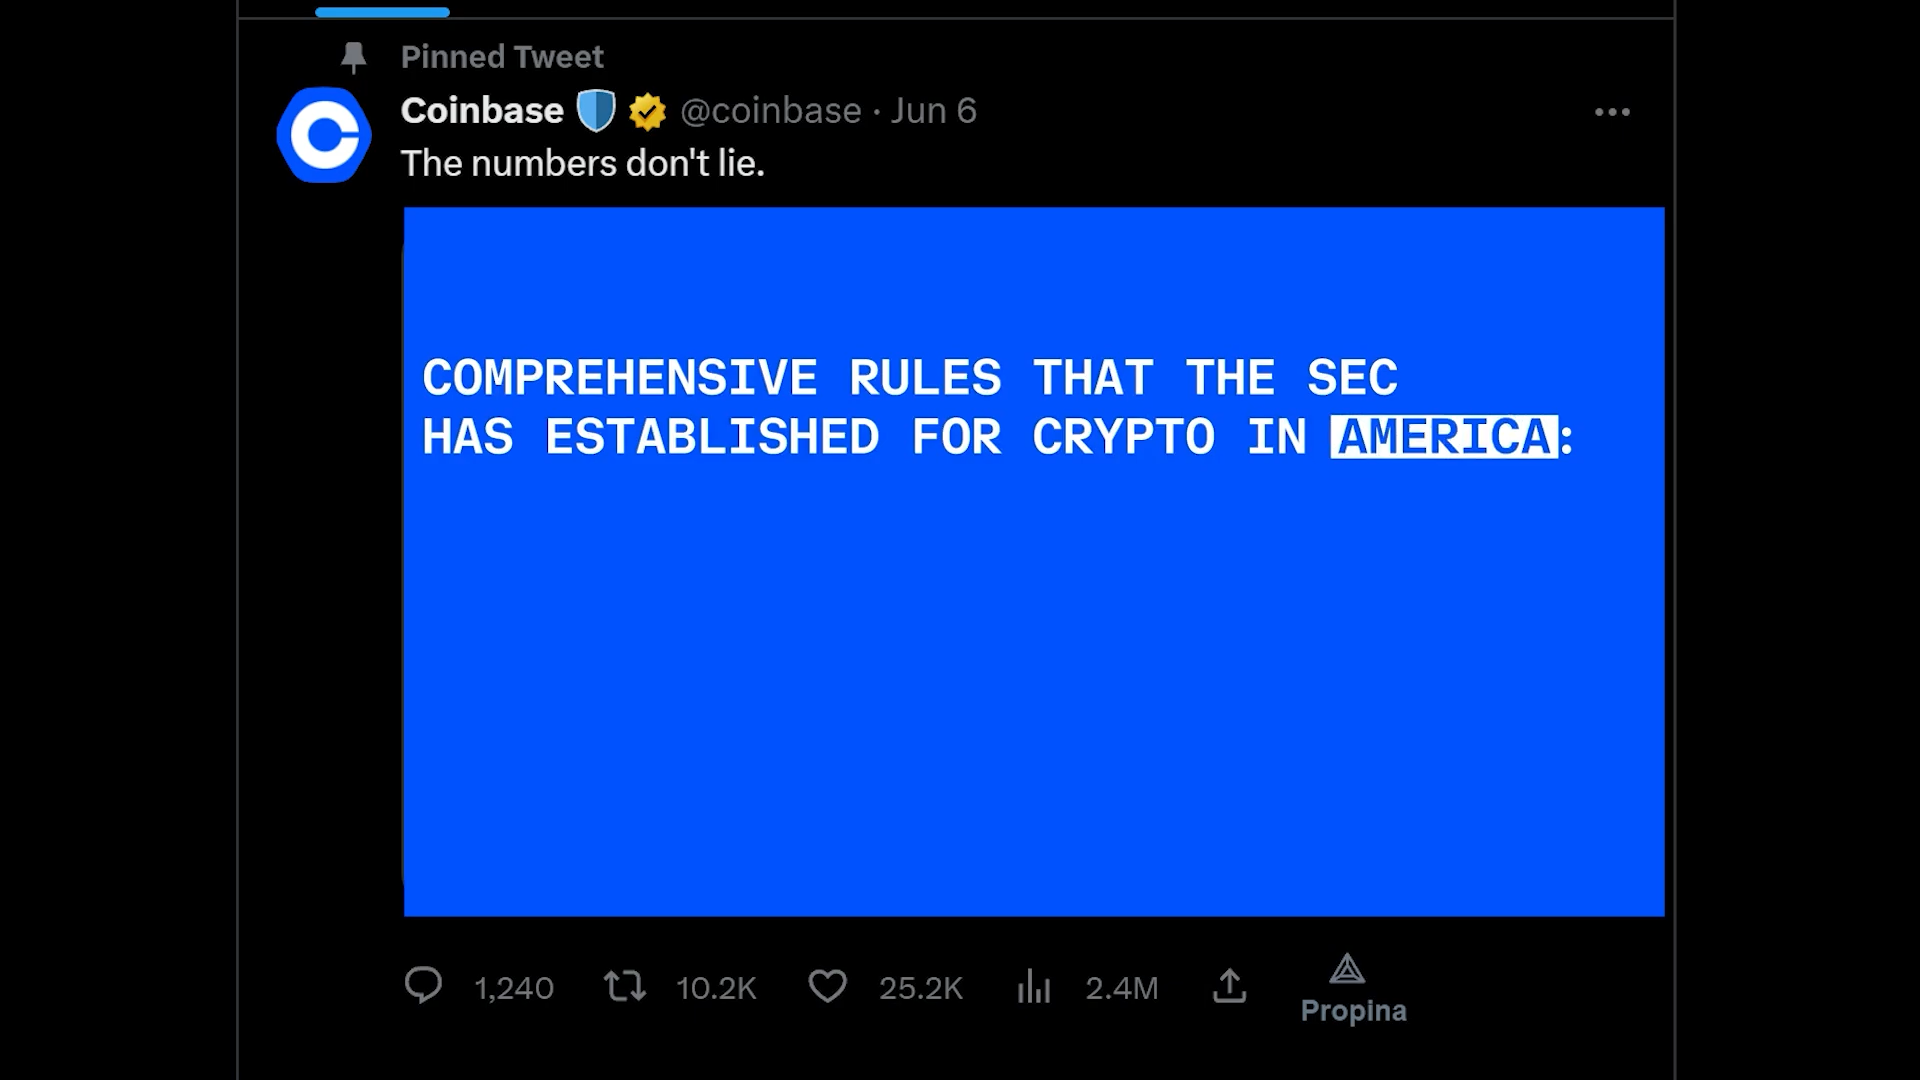 Pinned Tweet
Coinbase @coinbase · Jun 6
The numbers don't lie.
COMPREHENSIVE RULES THAT THE SEC
HAS ESTABLISHED FOR CRYPTO IN AMERICA:
1,240 10.2K 25.2K 2.4M
Propina